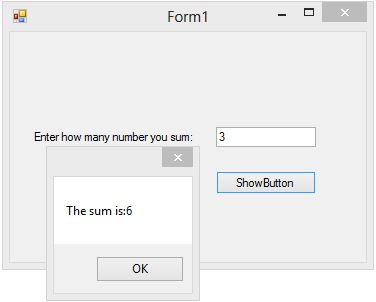 Form1
Enter how many number you sum:
3
ShowButton
The sum is:6
OK